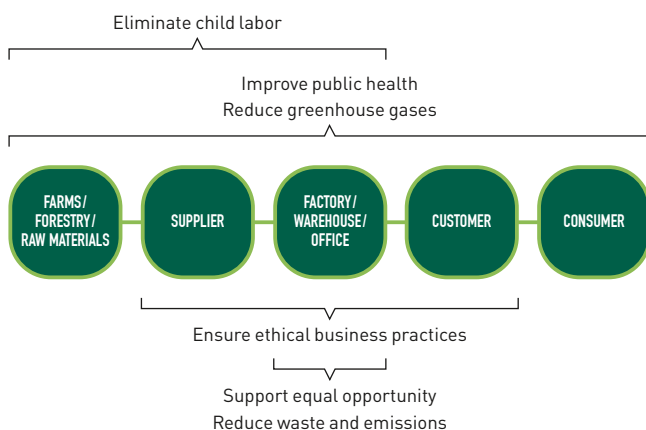 Eliminate child labor
Improve public health
Reduce greenhouse gases
FARMS/
FORESTRY/
RAW MATERIALS
SUPPLIER
FACTORY/
WAREHOUSE/
OFFICE
CUSTOMER
CONSUMER
Ensure ethical business practices
Support equal opportunity
Reduce waste and emissions